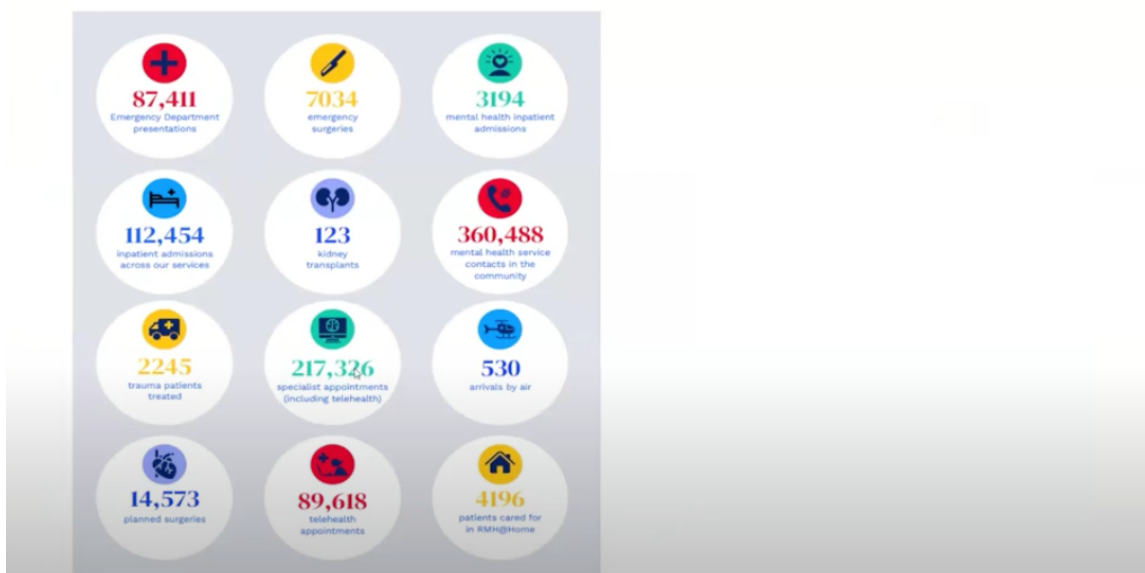 87,411
Emergency Department
presentations
7034
emergency
surgeries
3194
mental health inpatient
admissions
112,454
inpatient admissions
across our services
123
kidney
transplants
360,488
mental health service
contacts in the
community
2245
trauma patients
treated
217,326
specialist appointments
(including telehealth)
530
arrivals by air
14,573
planned surgeries
89,618
telehealth
appointments
4196
patients cared for
in RMH@Home